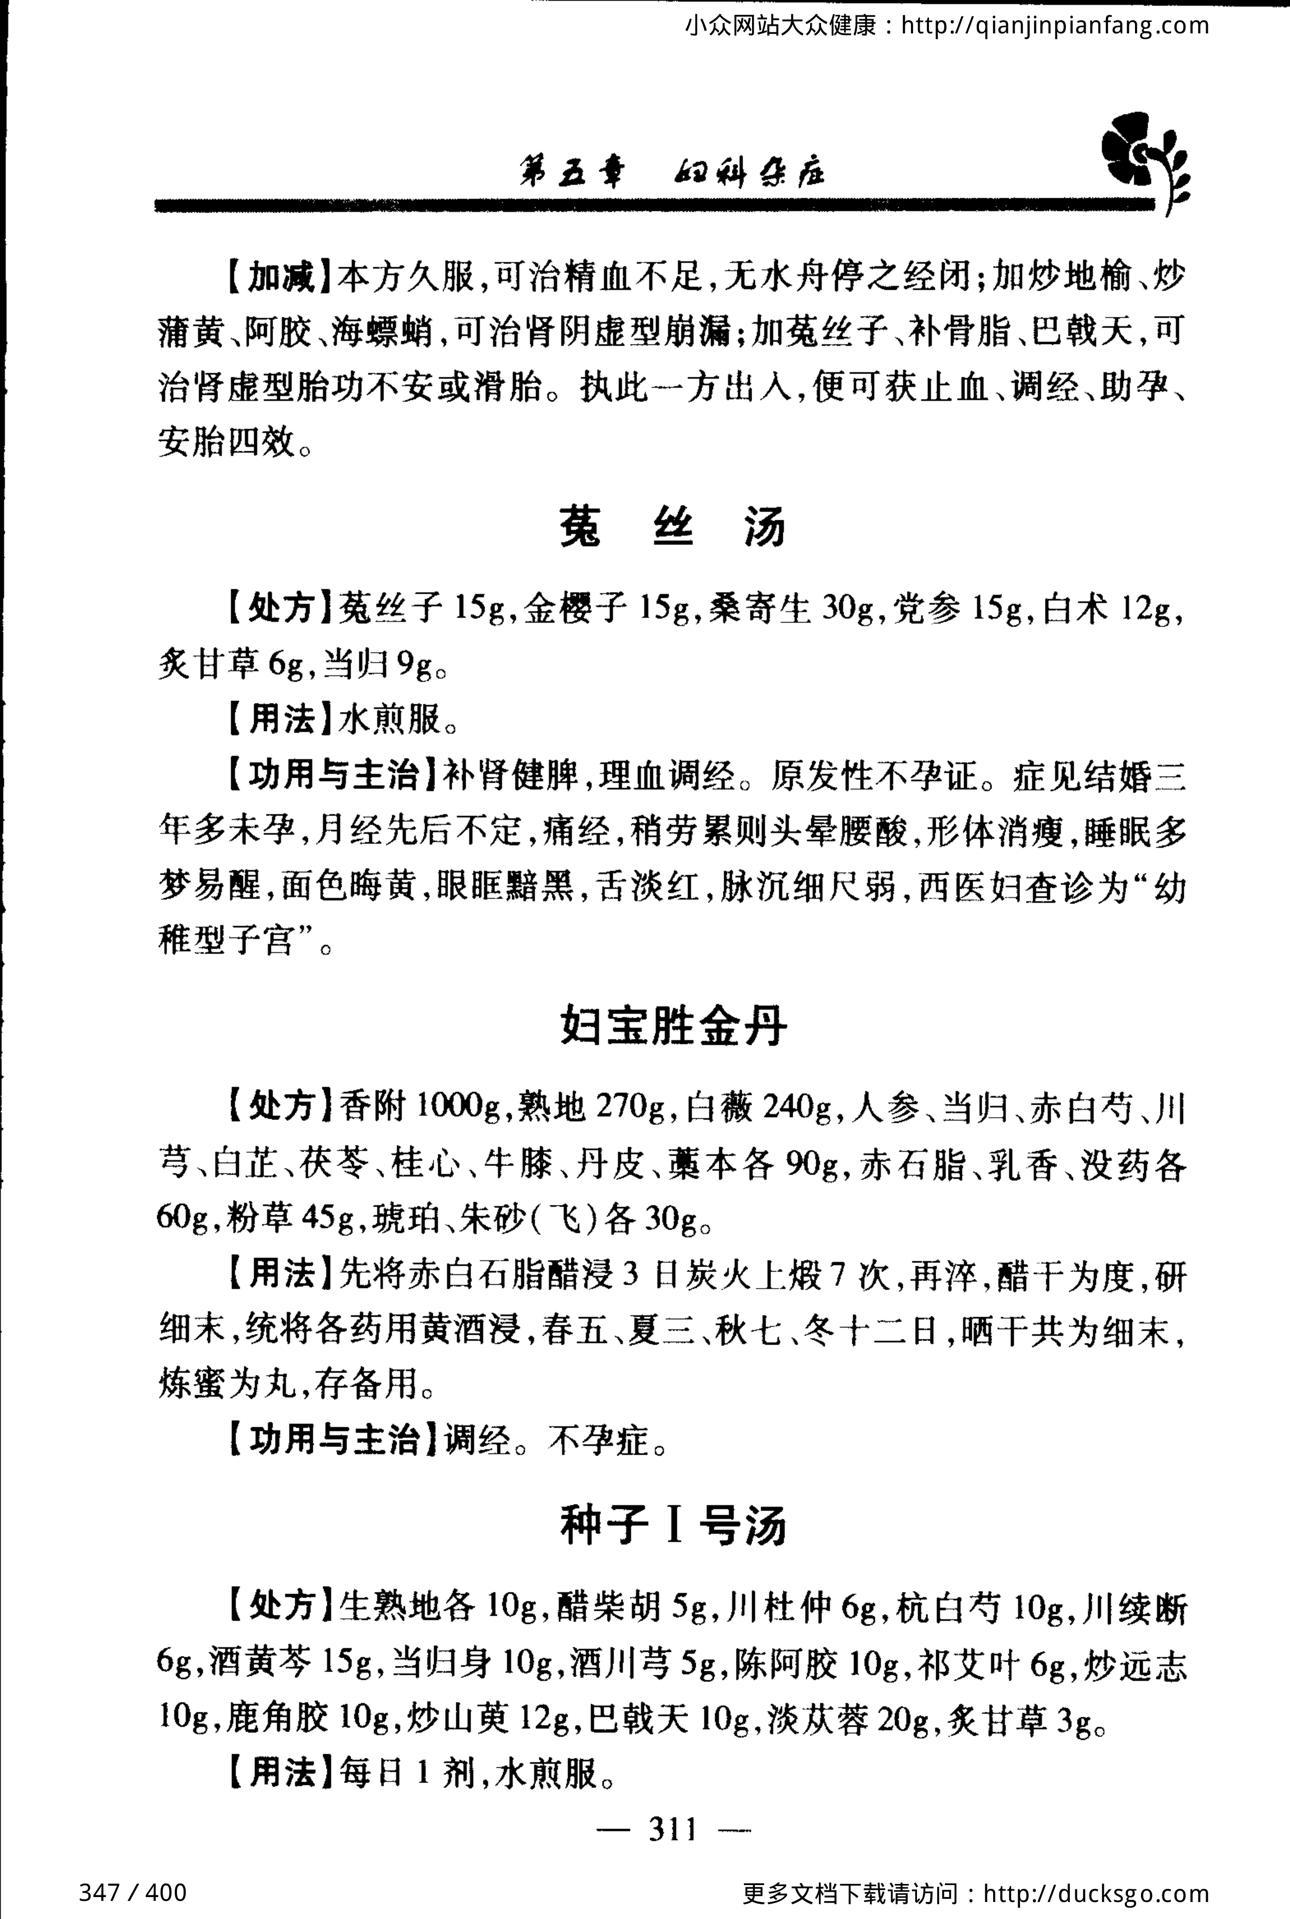 小众网站大众健康：http://qianjinpianfang.com
第五章 妇科杂症
【加减】本方久服,可治精血不足,无水舟停之经闭;加炒地榆、炒
蒲黄、阿胶、海螵蛸,可治肾阴虚型崩漏;加菟丝子、补骨脂、巴戟天,可
治肾虚型胎功不安或滑胎。执此一方出入,便可获止血、调经、助孕、
安胎四效。
菟 丝 汤
【处方】菟丝子 15g,金樱子 15g,桑寄生 30g,党参 15g,白术 12g,
炙甘草 6g,当归 9g。
【用法】水煎服。
【功用与主治】补肾健脾,理血调经。原发性不孕证。症见结婚三
年多未孕,月经先后不定,痛经,稍劳累则头晕腰酸,形体消瘦,睡眠多
梦易醒,面色晦黄,眼眶黯黑,舌淡红,脉沉细尺弱,西医妇查诊为“幼
稚型子宫”。
妇宝胜金丹
【处方】香附 1000g,熟地 270g,白薇 240g,人参、当归、赤白芍、川
芎、白芷、茯苓、桂心、牛膝、丹皮、藁本各 90g,赤石脂、乳香、没药各
60g,粉草 45g,琥珀、朱砂(飞)各 30g。
【用法】先将赤白石脂醋浸 3 日炭火上煅 7 次,再淬,醋干为度,研
细末,统将各药用黄酒浸,春五、夏三、秋七、冬十二日,晒干共为细末,
炼蜜为丸,存备用。
【功用与主治】调经。不孕症。
种子Ⅰ号汤
【处方】生熟地各 10g,醋柴胡 5g,川杜仲 6g,杭白芍 10g,川续断
6g,酒黄芩 15g,当归身 10g,酒川芎 5g,陈阿胶 10g,祁艾叶 6g,炒远志
10g,鹿角胶 10g,炒山萸 12g,巴戟天 10g,淡苁蓉 20g,炙甘草 3g。
【用法】每日 1 剂,水煎服。
— 311 —
347 / 400
更多文档下载请访问：http://ducksgo.com